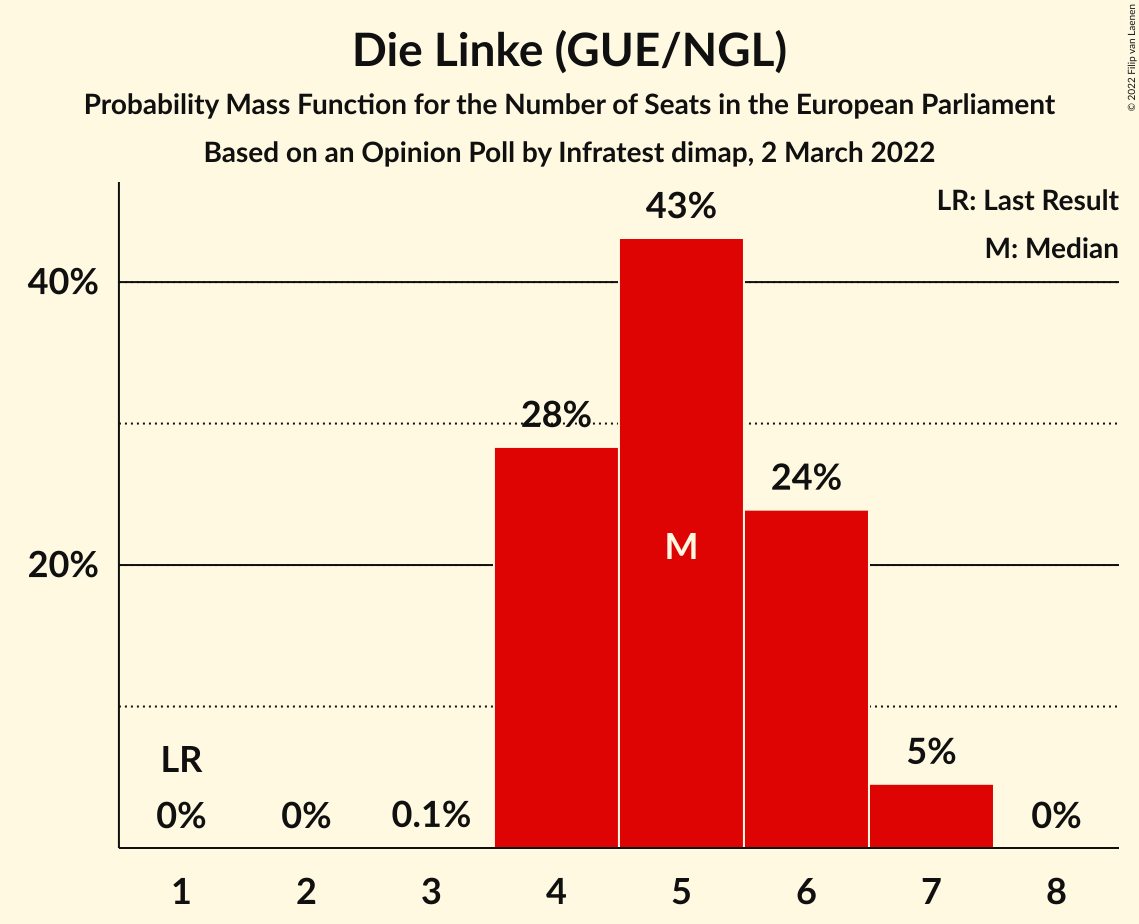 Die Linke (GUE/NGL)
Probability Mass Function for the Number of Seats in the European Parliament
Based on an Opinion Poll by Infratest dimap, 2 March 2022
© 2022 Filip van Laenen
LR: Last Result
M: Median
40%
20%
LR
0%
0%
0.1%
28%
43%
M
24%
5%
0%
1 2 3 4 5 6 7 8